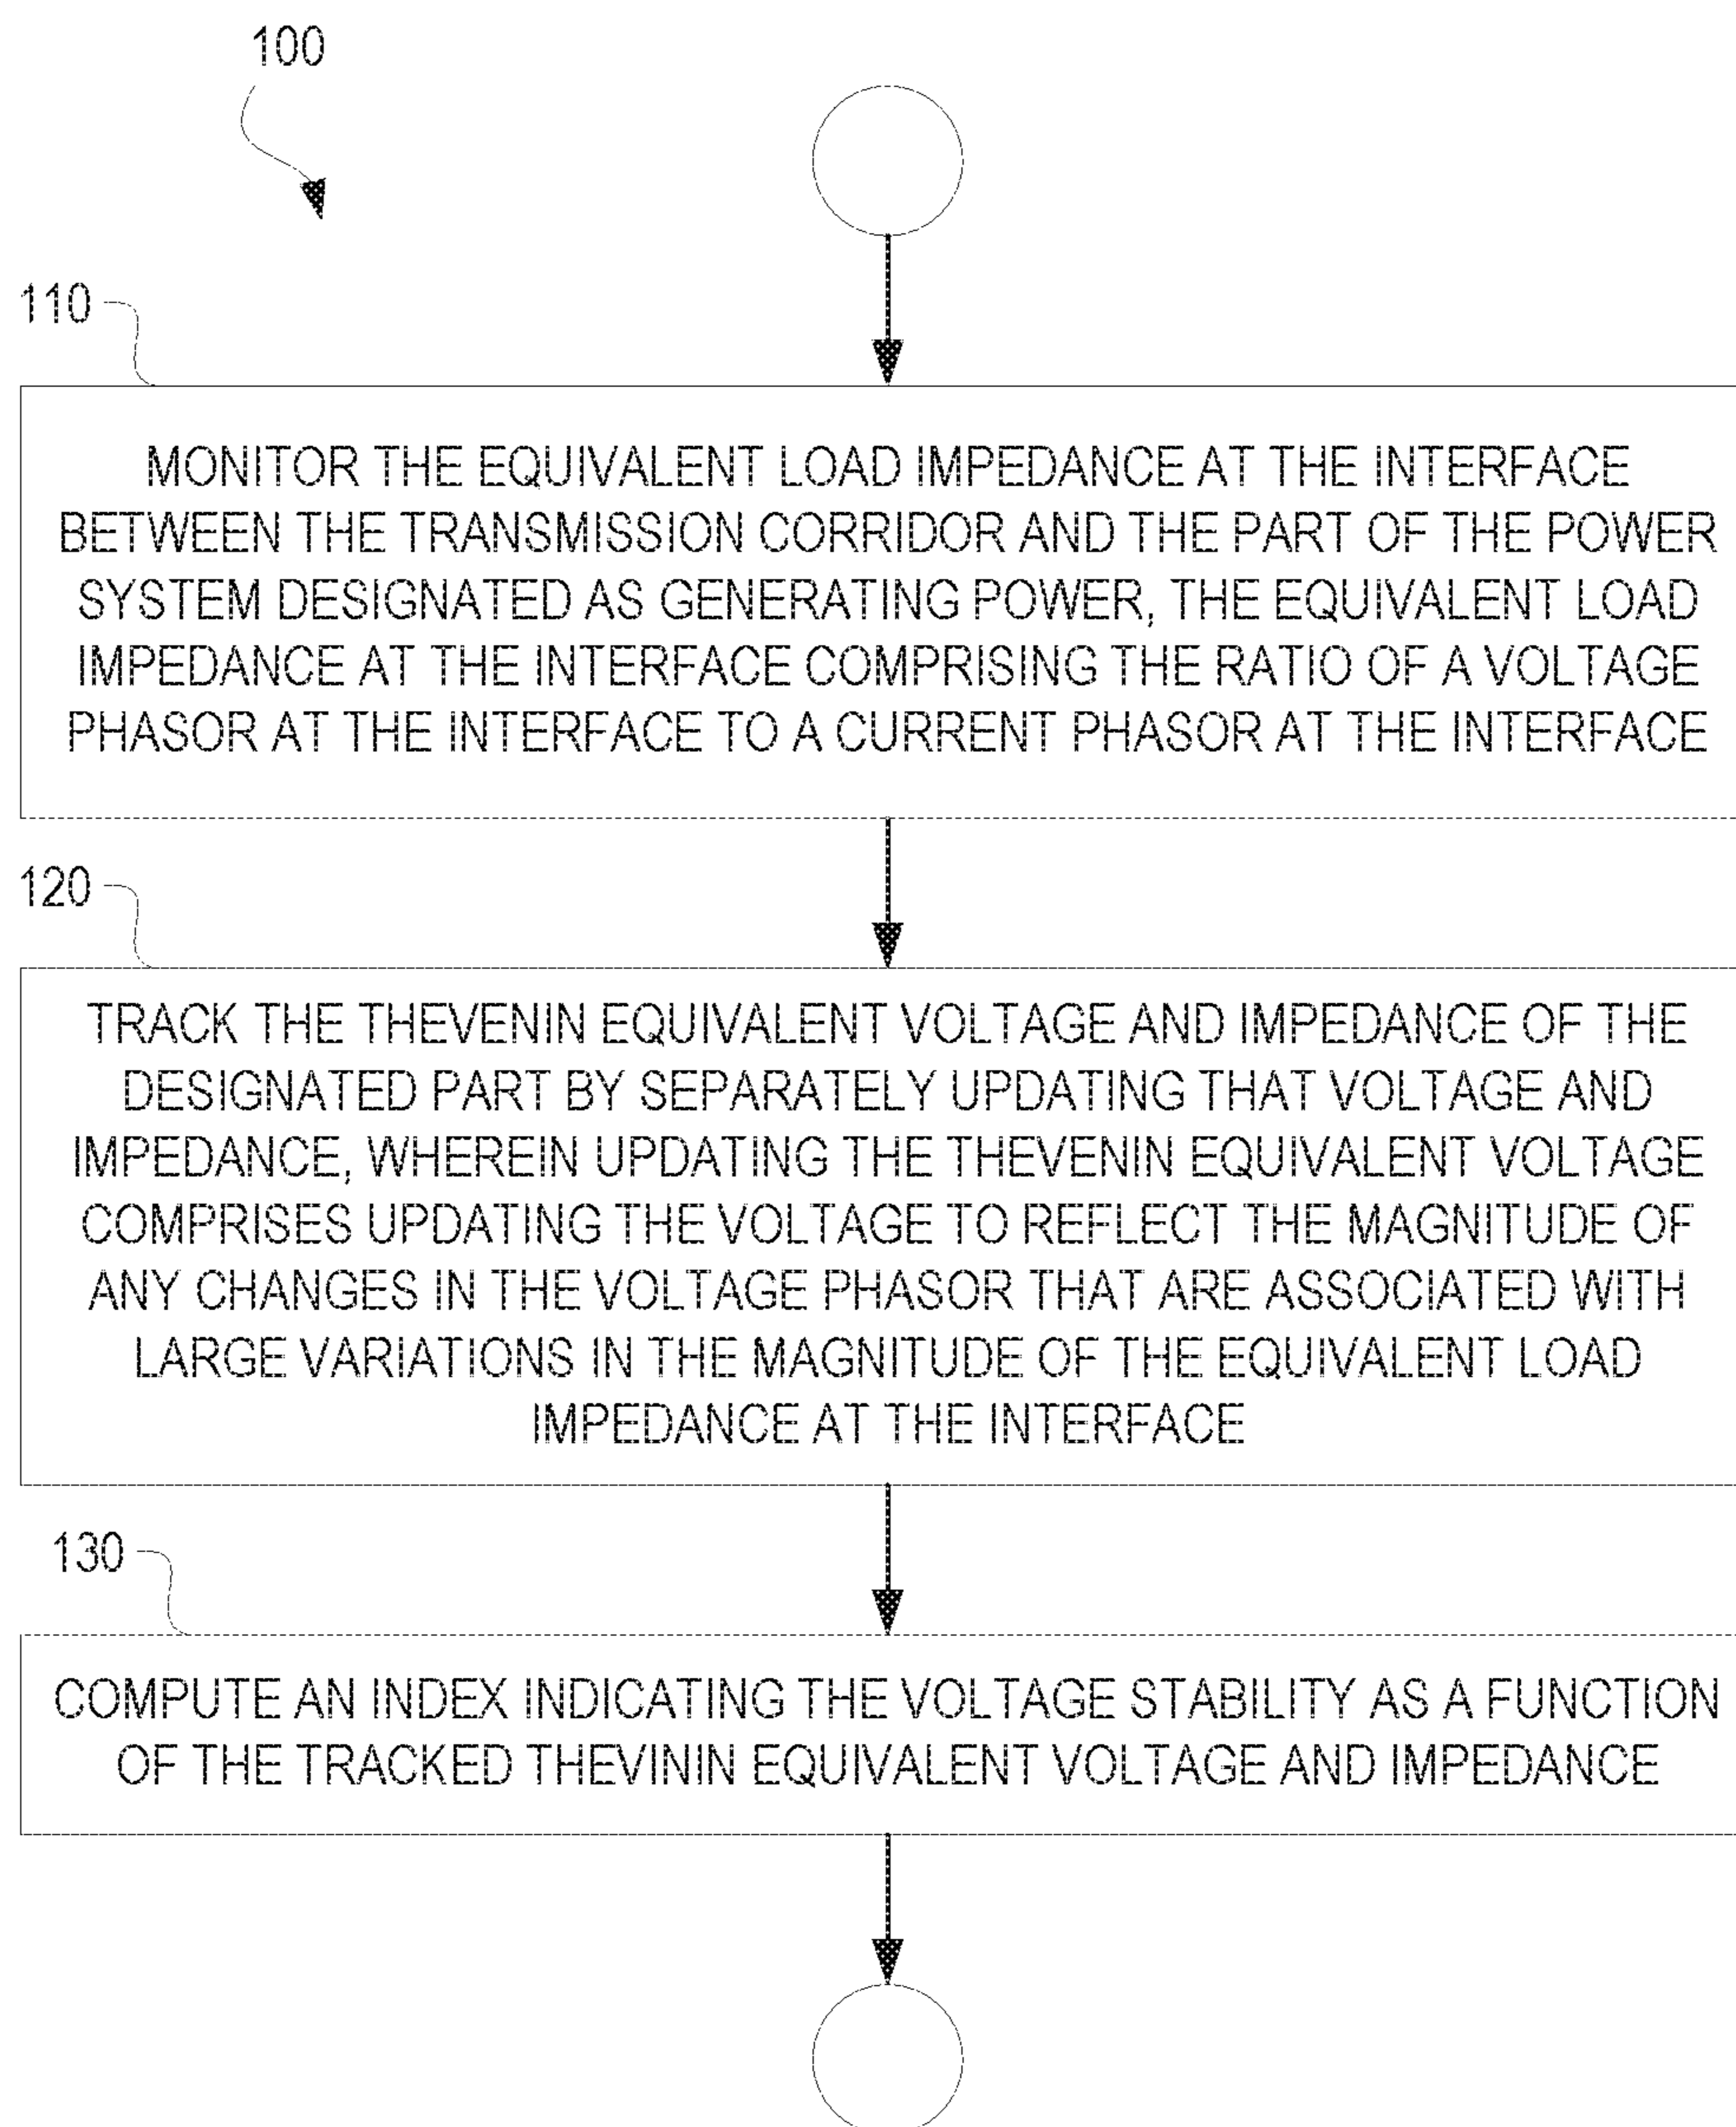 100
110
MONITOR THE EQUIVALENT LOAD IMPEDANCE AT THE INTERFACE
BETWEEN THE TRANSMISSION CORRIDOR AND THE PART OF THE POWER
SYSTEM DESIGNATED AS GENERATING POWER, THE EQUIVALENT LOAD
IMPEDANCE AT THE INTERFACE COMPRISING THE RATIO OF A VOLTAGE
PHASOR AT THE INTERFACE TO A CURRENT PHASOR AT THE INTERFACE
120
TRACK THE THEVENIN EQUIVALENT VOLTAGE AND IMPEDANCE OF THE
DESIGNATED PART BY SEPARATELY UPDATING THAT VOLTAGE AND
IMPEDANCE, WHEREIN UPDATING THE THEVENIN EQUIVALENT VOLTAGE
COMPRISES UPDATING THE VOLTAGE TO REFLECT THE MAGNITUDE OF
ANY CHANGES IN THE VOLTAGE PHASOR THAT ARE ASSOCIATED WITH
LARGE VARIATIONS IN THE MAGNITUDE OF THE EQUIVALENT LOAD
IMPEDANCE AT THE INTERFACE
130
COMPUTE AN INDEX INDICATING THE VOLTAGE STABILITY AS A FUNCTION
OF THE TRACKED THEVININ EQUIVALENT VOLTAGE AND IMPEDANCE